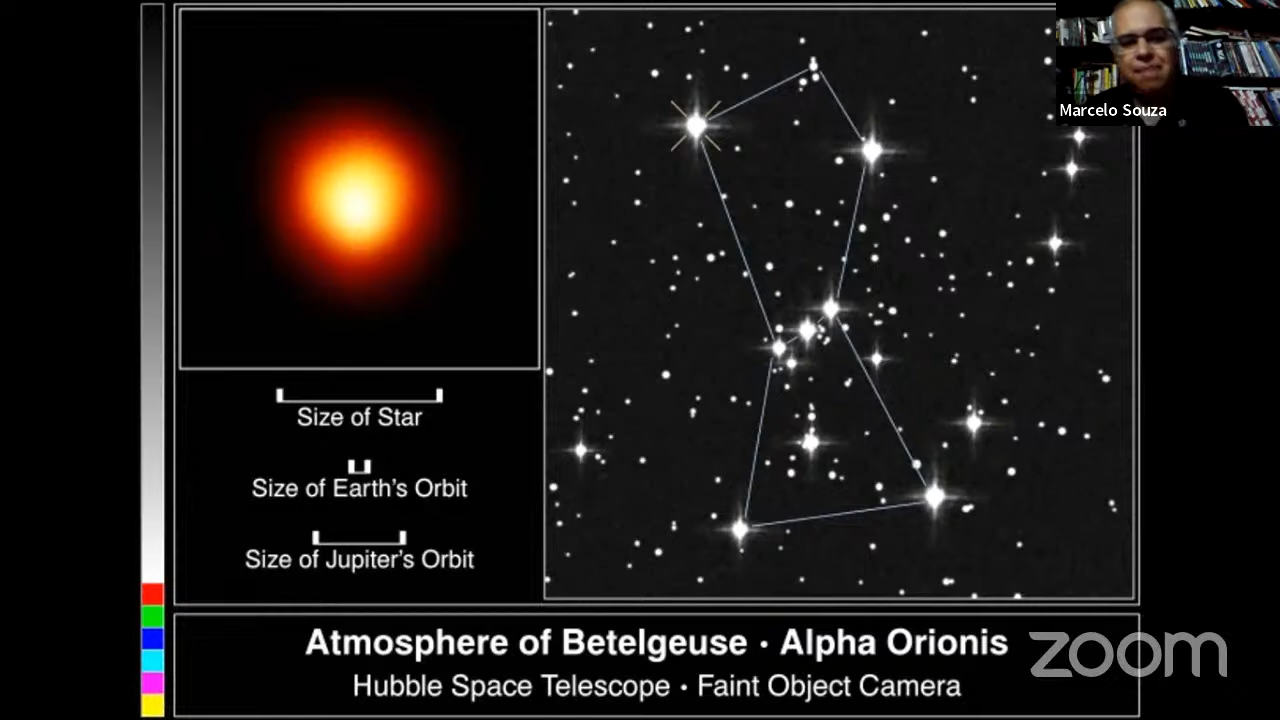 Marcelo Souza
Size of Star
Size of Earth's Orbit
Size of Jupiter's Orbit
Atmosphere of Betelgeuse · Alpha Orionis
Hubble Space Telescope · Faint Object Camera
zoom